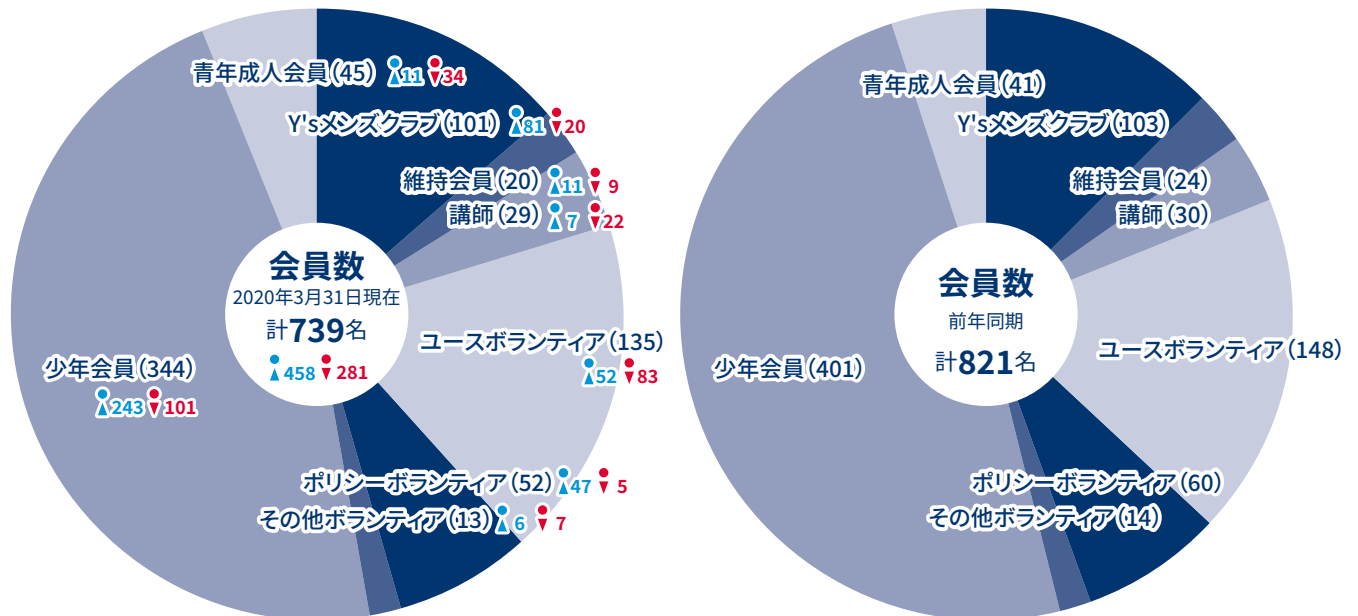 青年成人会員(45) 11 34
Y'sメンズクラブ(101) 81 20
維持会員(20) 11 9
講師(29) 7 22
会員数
2020年3月31日現在
計739名
458 281
ユースボランティア(135)
52 83
少年会員(344)
243 101
ポリシーボランティア(52) 47 5
その他ボランティア(13) 6 7
青年成人会員(41)
Y'sメンズクラブ(103)
維持会員(24)
講師(30)
会員数
前年同期
計821名
ユースボランティア(148)
少年会員(401)
ポリシーボランティア(60)
その他ボランティア(14)